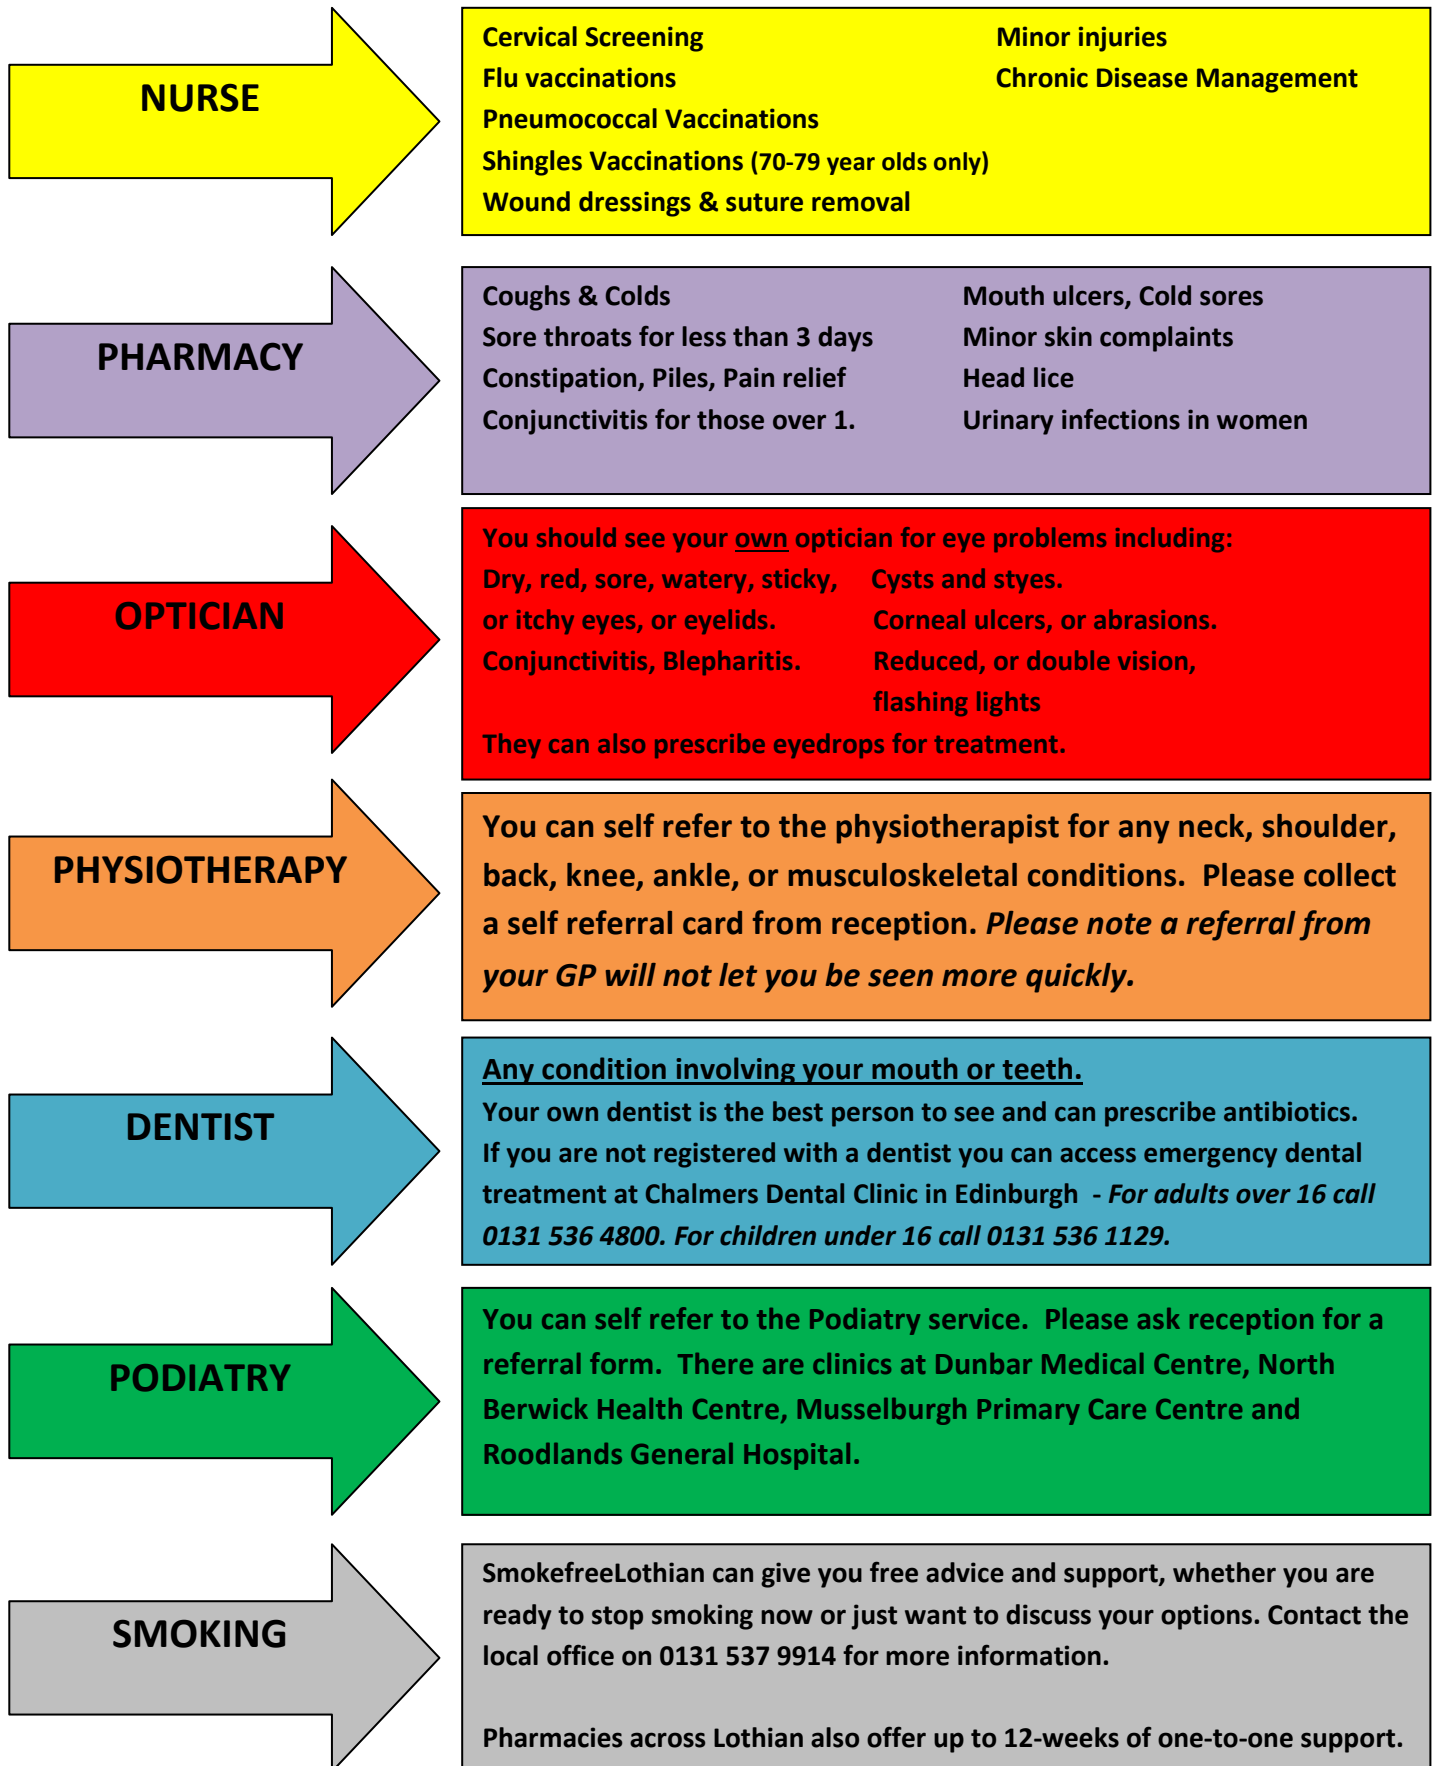 NURSE
Cervical Screening
Flu vaccinations
Pneumococcal Vaccinations
Shingles Vaccinations (70-79 year olds only)
Wound dressings & suture removal
Minor injuries
Chronic Disease Management
PHARMACY
Coughs & Colds
Sore throats for less than 3 days
Constipation, Piles, Pain relief
Conjunctivitis for those over 1.
Mouth ulcers, Cold sores
Minor skin complaints
Head lice
Urinary infections in women
OPTICIAN
You should see your own optician for eye problems including:
Dry, red, sore, watery, sticky,
or itchy eyes, or eyelids.
Conjunctivitis, Blepharitis.
Cysts and styes.
Corneal ulcers, or abrasions.
Reduced, or double vision,
flashing lights
They can also prescribe eyedrops for treatment.
PHYSIOTHERAPY
You can self refer to the physiotherapist for any neck, shoulder,
back, knee, ankle, or musculoskeletal conditions. Please collect
a self referral card from reception. Please note a referral from
your GP will not let you be seen more quickly.
DENTIST
Any condition involving your mouth or teeth.
Your own dentist is the best person to see and can prescribe antibiotics.
If you are not registered with a dentist you can access emergency dental
treatment at Chalmers Dental Clinic in Edinburgh - For adults over 16 call
0131 536 4800. For children under 16 call 0131 536 1129.
PODIATRY
You can self refer to the Podiatry service. Please ask reception for a
referral form. There are clinics at Dunbar Medical Centre, North
Berwick Health Centre, Musselburgh Primary Care Centre and
Roodlands General Hospital.
SMOKING
SmokefreeLothian can give you free advice and support, whether you are
ready to stop smoking now or just want to discuss your options. Contact the
local office on 0131 537 9914 for more information.
Pharmacies across Lothian also offer up to 12-weeks of one-to-one support.